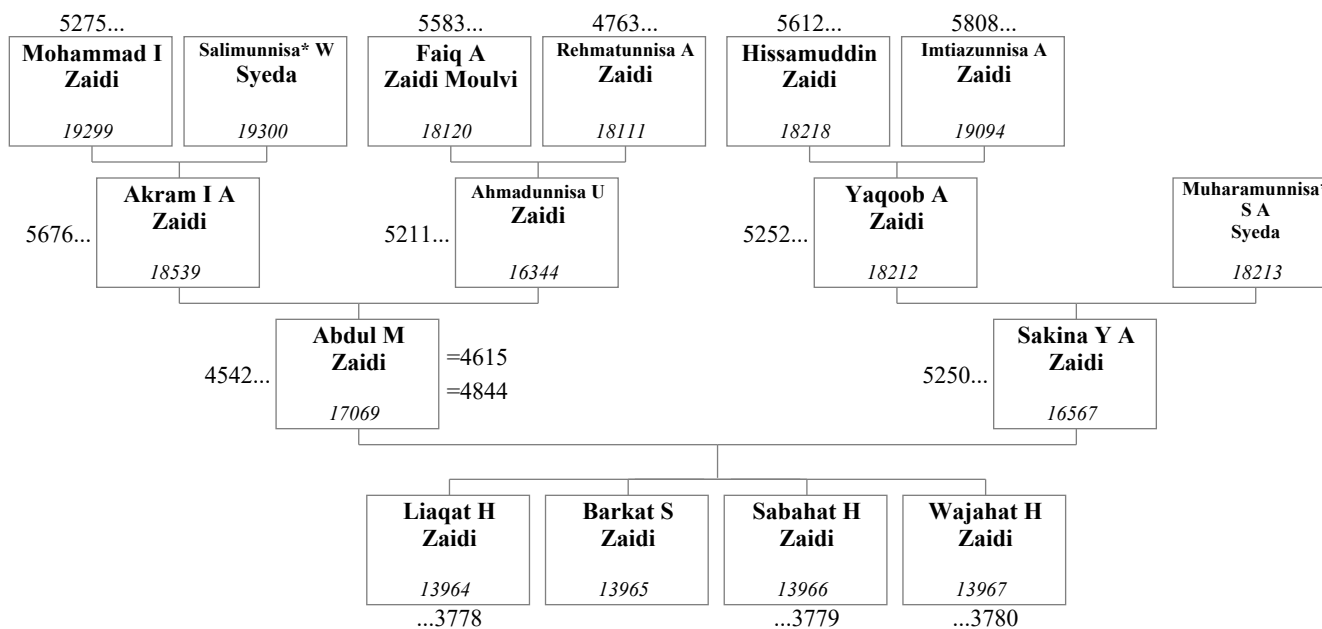 5275...
5583...
4763...
5612...
5808...
Mohammad I
Zaidi
19299
Salimunnisa* W
Syeda
19300
Faiq A
Zaidi Moulvi
18120
Rehmatunnisa A
Zaidi
18111
Hissamuddin
Zaidi
18218
Imtiazunnisa A
Zaidi
19094
5676...
Akram I A
Zaidi
18539
5211...
Ahmadunnisa U
Zaidi
16344
5252...
Yaqoob A
Zaidi
18212
Muharamunnisa*
S A
Syeda
18213
4542...
Abdul M
Zaidi
17069
=4615
=4844
5250...
Sakina Y A
Zaidi
16567
Liaqat H
Zaidi
13964
Barkat S
Zaidi
13965
Sabahat H
Zaidi
13966
Wajahat H
Zaidi
13967
...3778
...3779
...3780